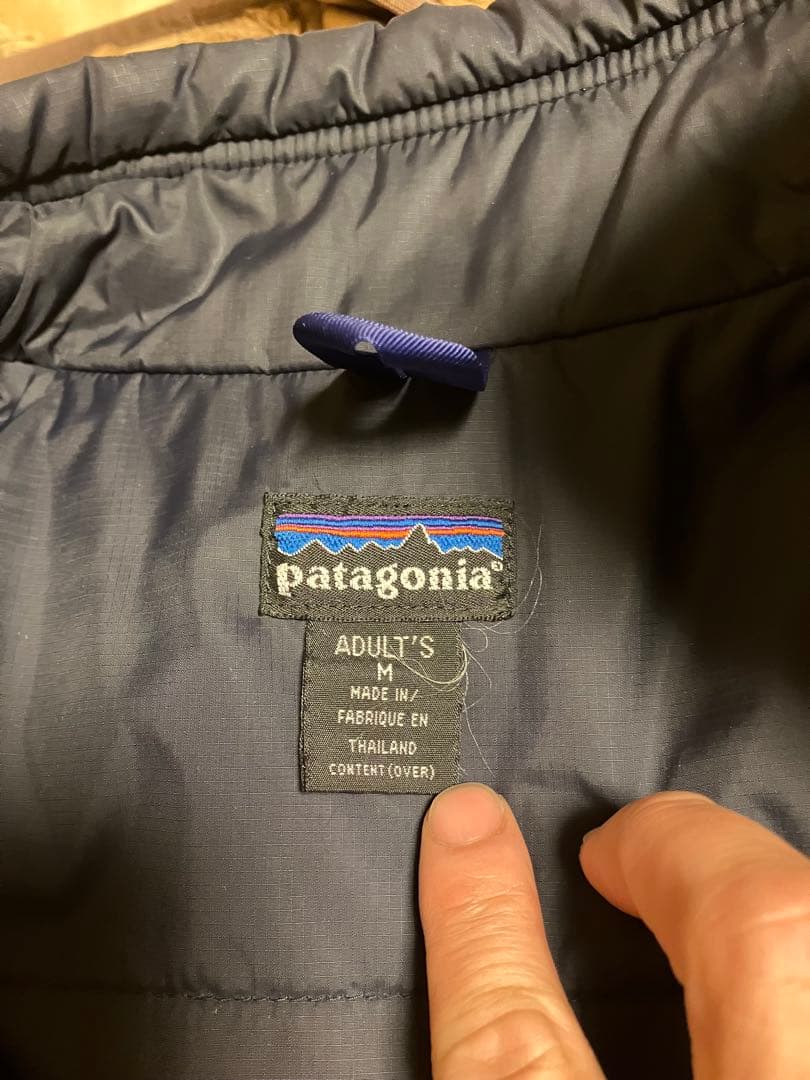 patagonia®
ADULT'S
M
MADE IN/
FABRIQUE EN
THAILAND
CONTENT (OVER)